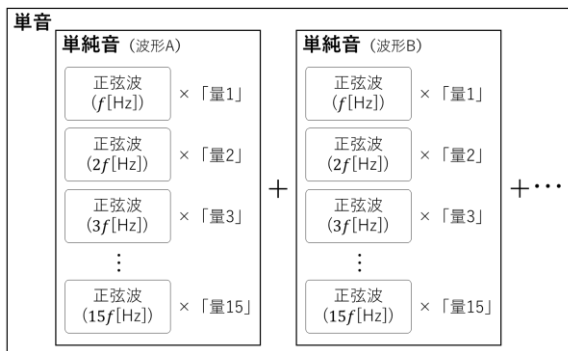 単音
単純音（波形A）
正弦波
(f[Hz])
×「量1」
正弦波
(2f[Hz])
×「量2」
正弦波
(3f[Hz])
×「量3」
⋮
正弦波
(15f[Hz])
×「量15」
+
単純音（波形B）
正弦波
(f[Hz])
×「量1」
正弦波
(2f[Hz])
×「量2」
正弦波
(3f[Hz])
×「量3」
⋮
正弦波
(15f[Hz])
×「量15」
+⋯